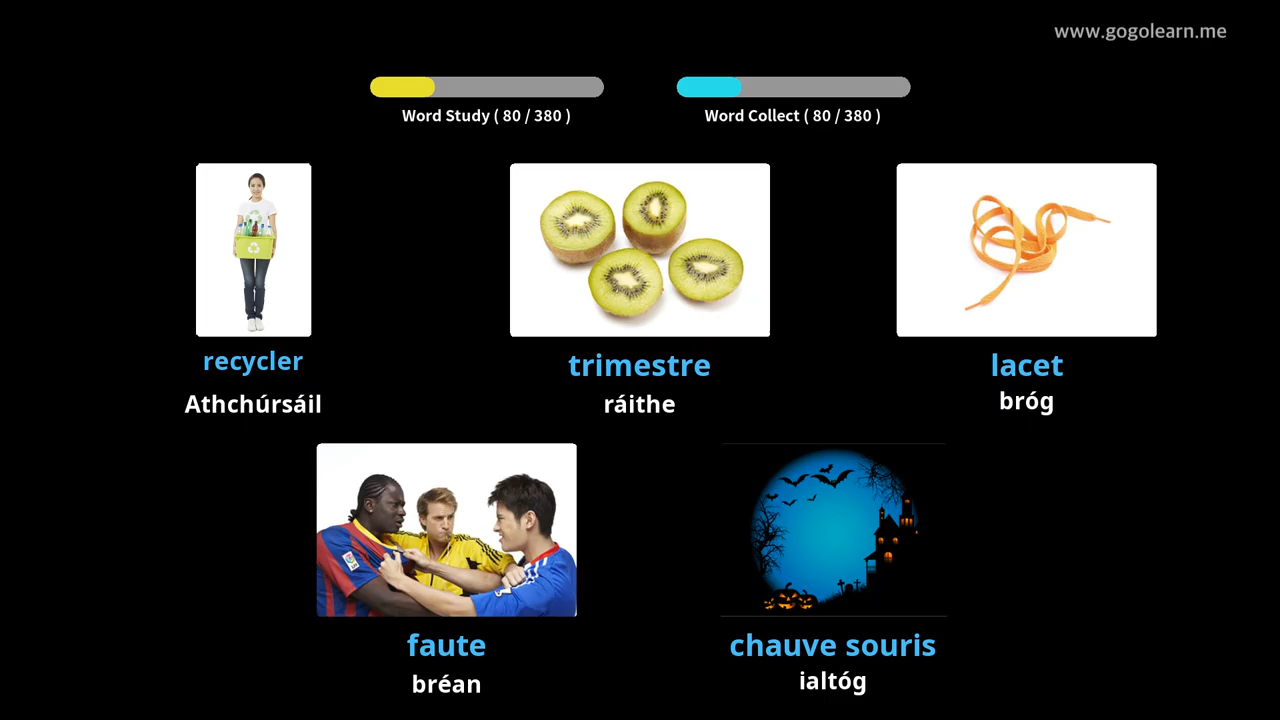 www.gogolearn.me
Word Study ( 80 / 380 )
Word Collect ( 80 / 380 )
recycler
Athchúrsáil
trimestre
ráithe
lacet
bróg
faute
bréan
chauve souris
ialtóg